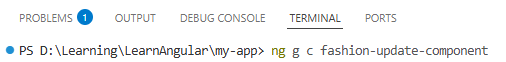 PROBLEMS 1 OUTPUT DEBUG CONSOLE TERMINAL PORTS
PS D:\Learning\LearnAngular\my-app> ng g c fashion-update-component